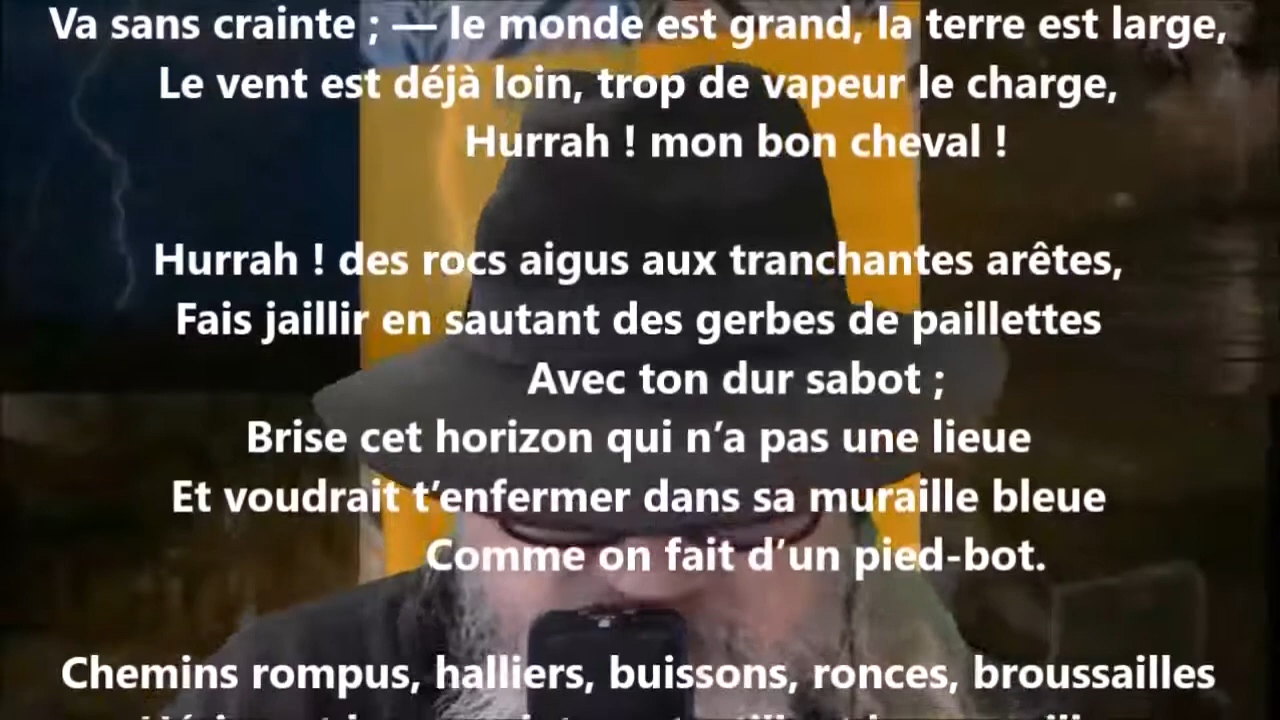 Va sans crainte ; — le monde est grand, la terre est large,
Le vent est déjà loin, trop de vapeur le charge,
Hurrah ! mon bon cheval !
Hurrah ! des rocs aigus aux tranchantes arêtes,
Fais jaillir en sautant des gerbes de paillettes
Avec ton dur sabot ;
Brise cet horizon qui n’a pas une lieue
Et voudrait t’enfermer dans sa muraille bleue
Comme on fait d’un pied-bot.
Chemins rompus, halliers, buissons, ronces, broussailles